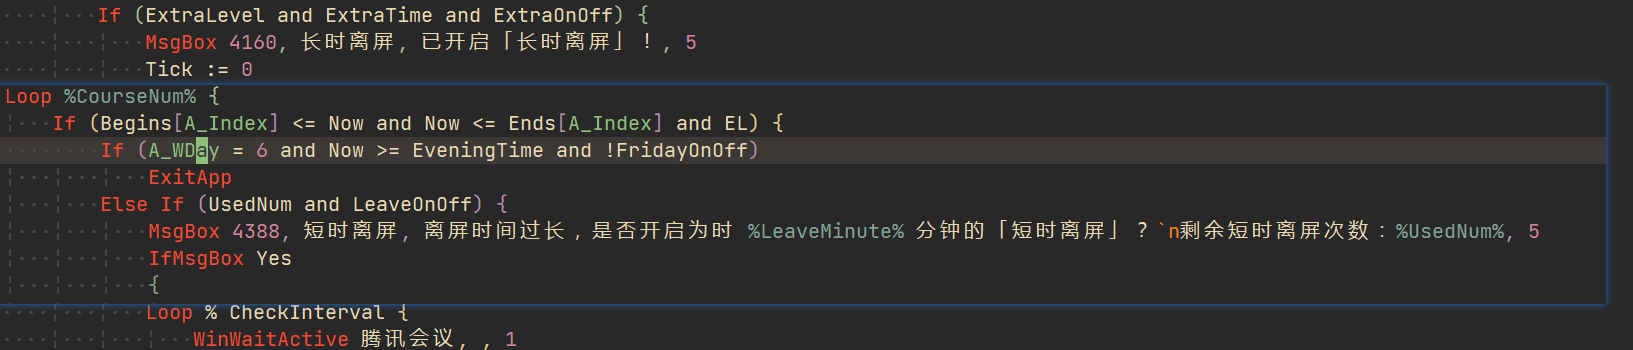 If (ExtraLevel and ExtraTime and ExtraOnOff) {
MsgBox 4160, 长时离屏, 已开启「长时离屏」！, 5
Tick := 0
Loop %CourseNum% {
If (Begins[A_Index] <= Now and Now <= Ends[A_Index] and EL) {
If (A_WDay = 6 and Now >= EveningTime and !FridayOnOff)
ExitApp
Else If (UsedNum and LeaveOnOff) {
MsgBox 4388, 短时离屏, 离屏时间过长，是否开启为时 %LeaveMinute% 分钟的「短时离屏」？`n剩余短时离屏次数：%UsedNum%, 5
IfMsgBox Yes
{
Loop % CheckInterval {
WinWaitActive 腾讯会议, , 1